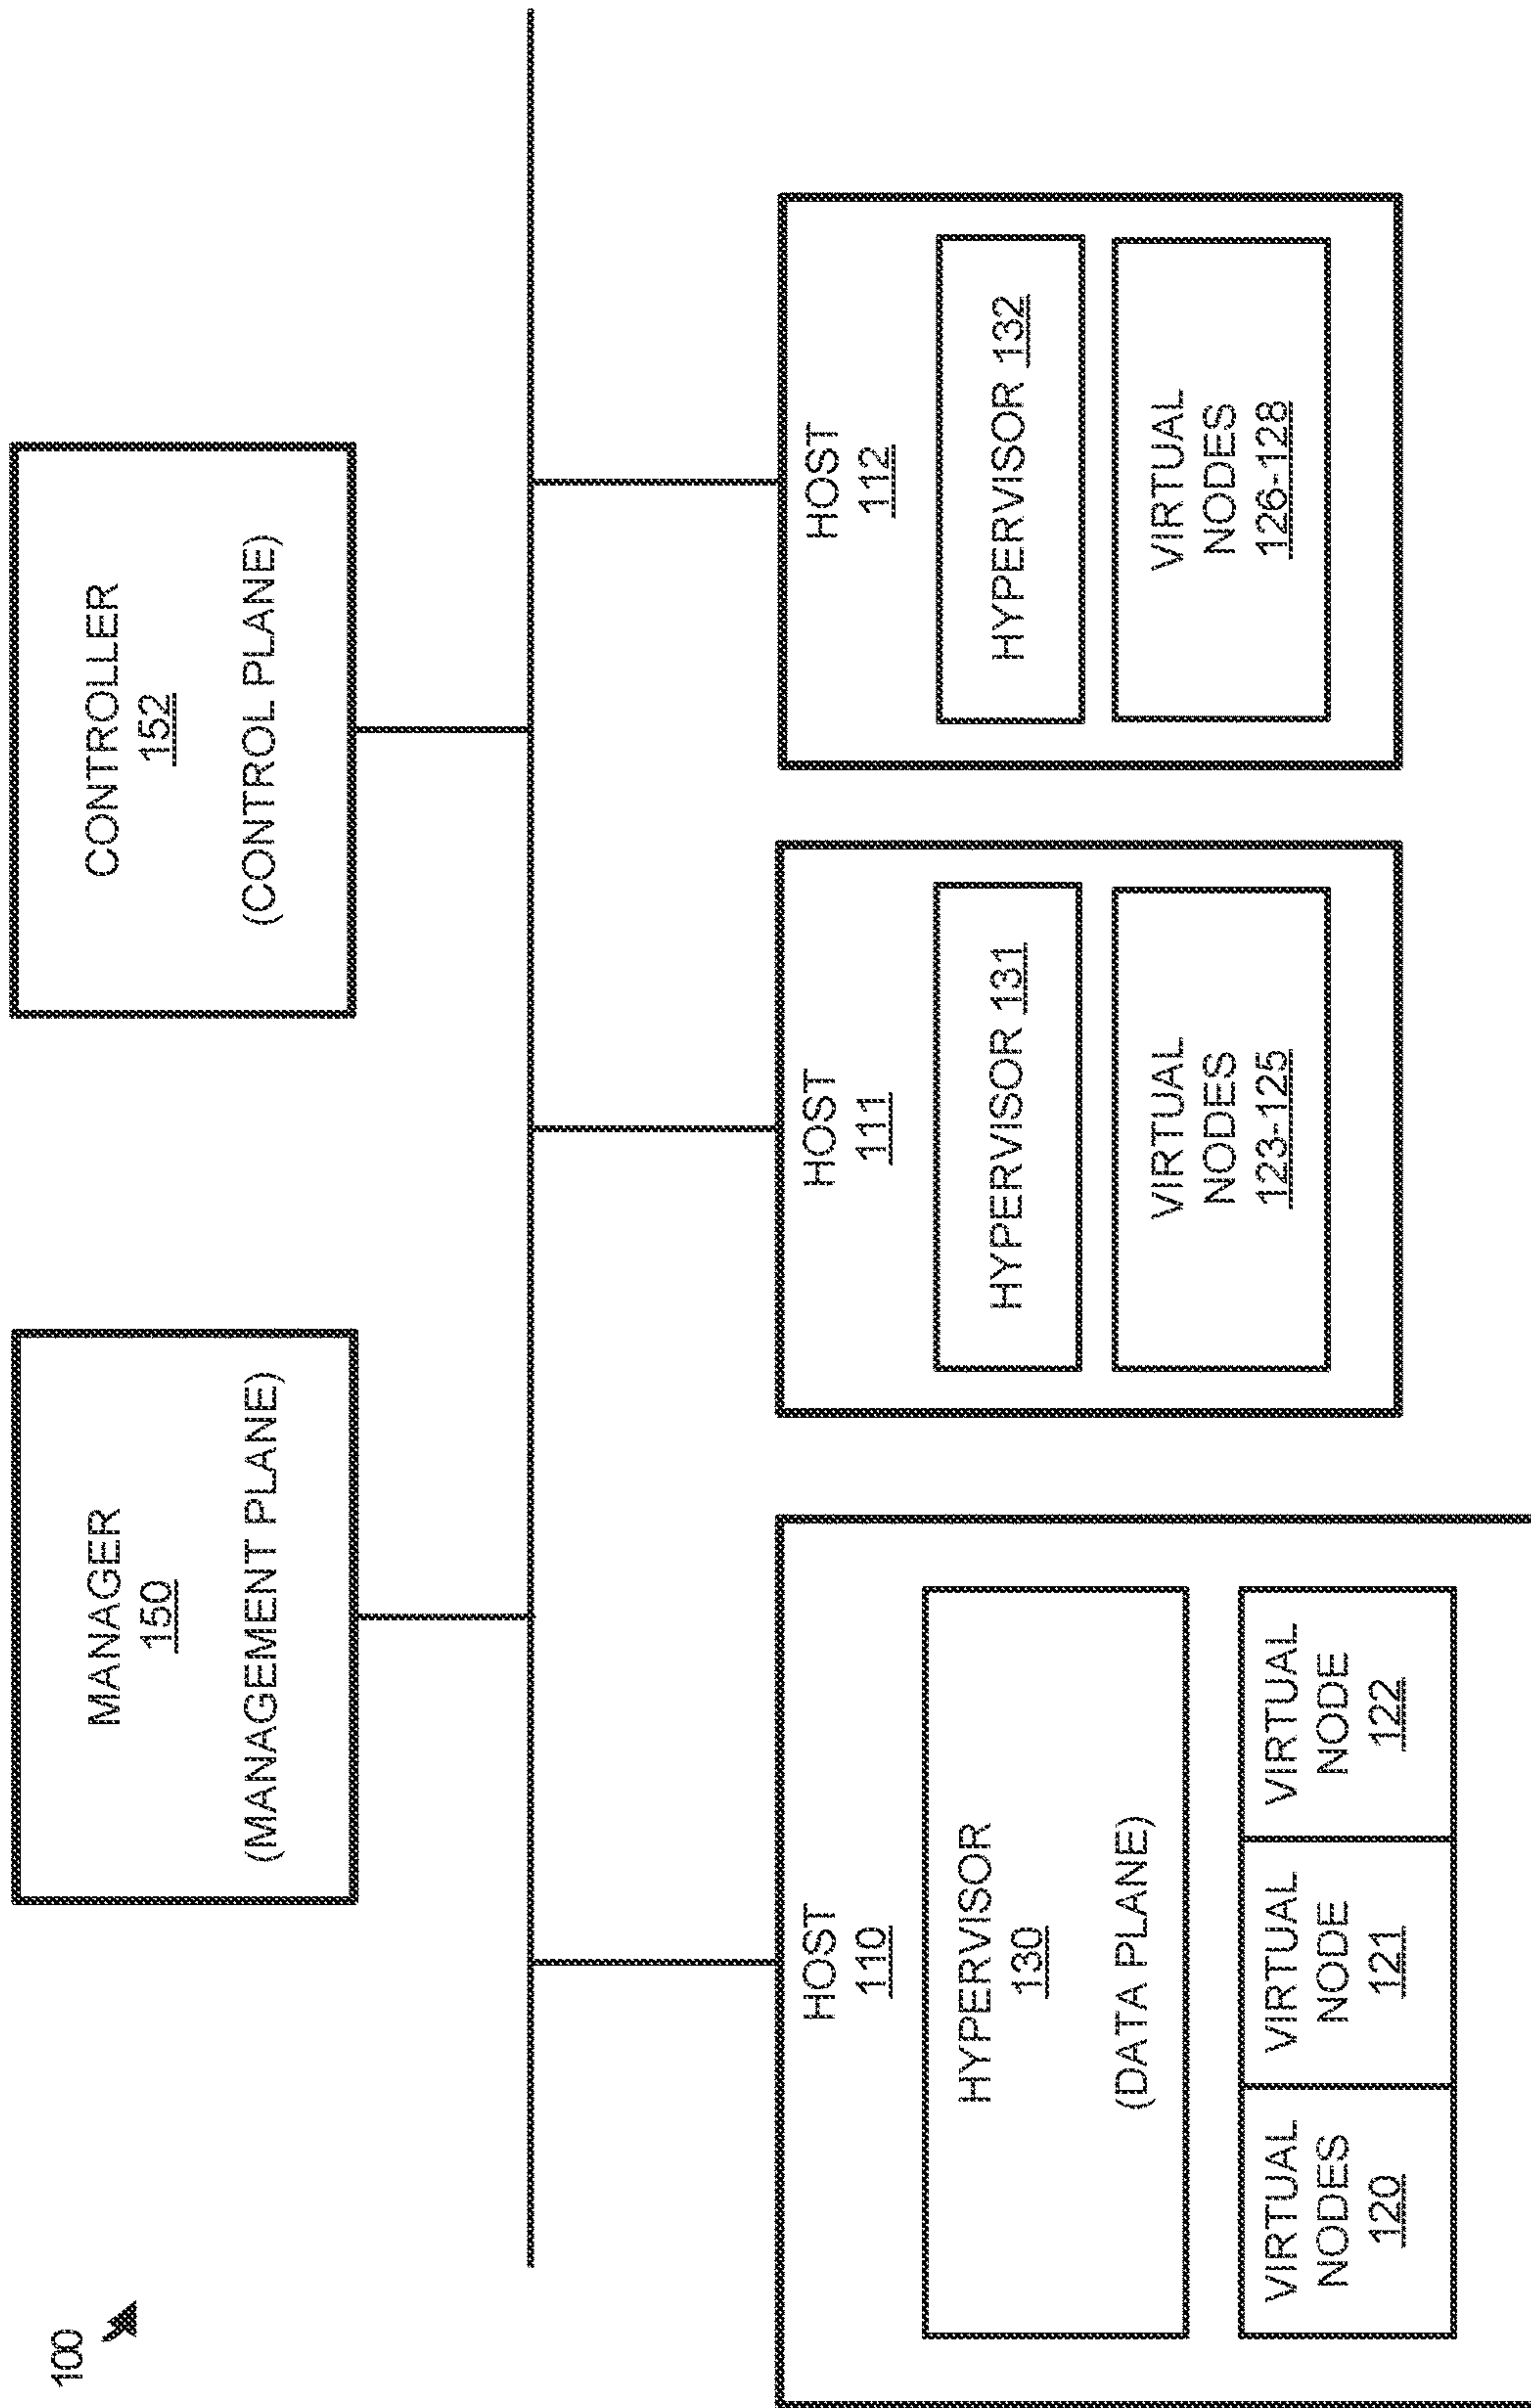 100
MANAGER
150
(MANAGEMENT PLANE)
CONTROLLER
152
(CONTROL PLANE)
HOST
110
HYPERVISOR
130
(DATA PLANE)
VIRTUAL
NODES
120
VIRTUAL
NODE
121
VIRTUAL
NODE
122
HOST
111
HYPERVISOR 131
VIRTUAL
NODES
123-125
HOST
112
HYPERVISOR 132
VIRTUAL
NODES
126-128